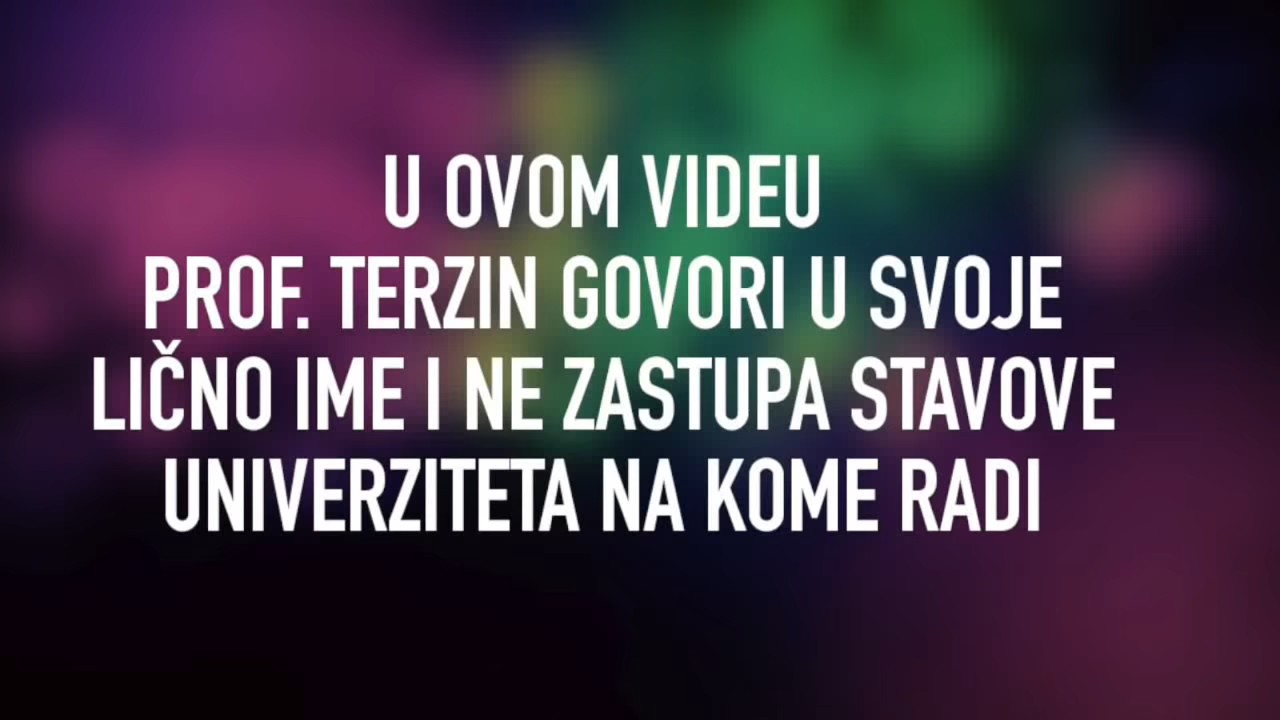 U OVOM VIDEU
PROF. TERZIN GOVORI U SVOJE
LIČNO IME I NE ZASTUPA STAVOVE
UNIVERZITETA NA KOME RADI